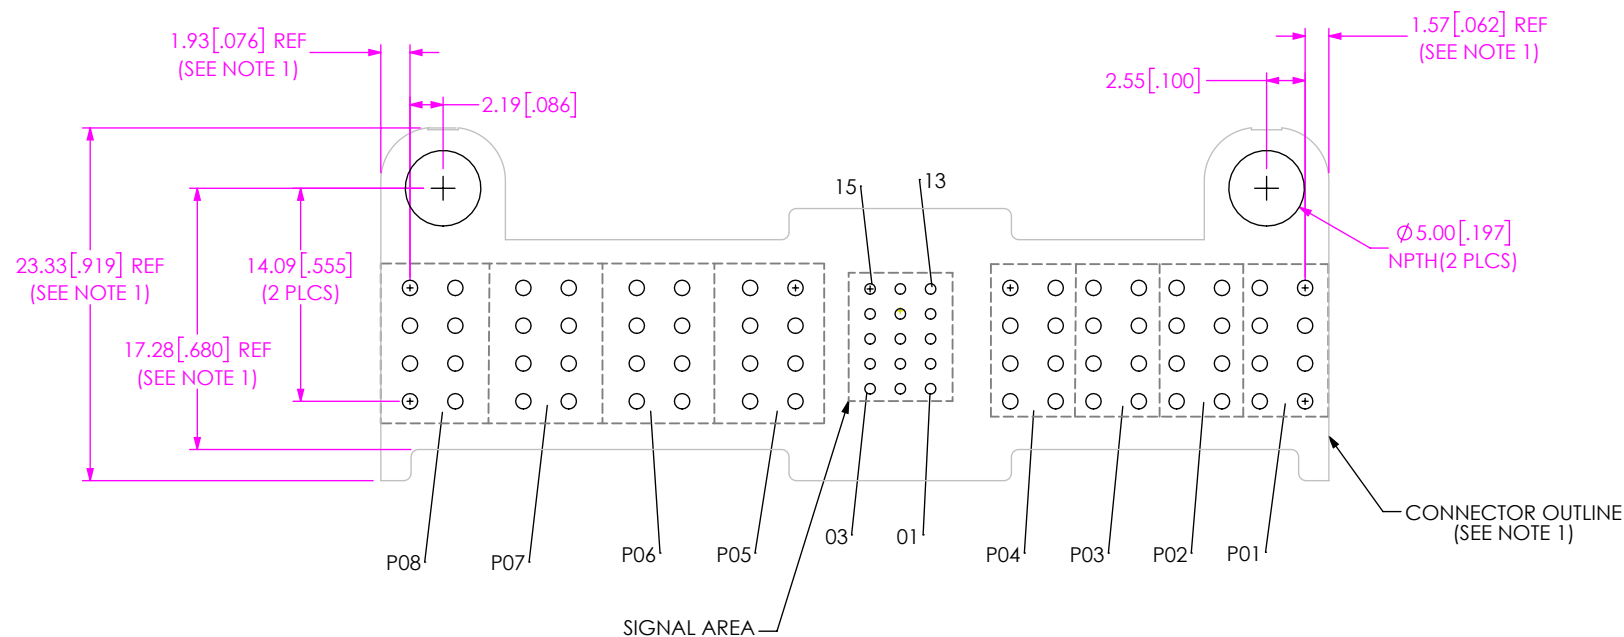 1.93[.076] REF
(SEE NOTE 1)
2.19[.086]
2.55[.100]
1.57[.062] REF
(SEE NOTE 1)
15
13
Ø5.00[.197]
NPTH(2 PLCS)
23.33[.919] REF
(SEE NOTE 1)
14.09[.555]
(2 PLCS)
17.28[.680] REF
(SEE NOTE 1)
P08
P07
P06
P05
03
01
P04
P03
P02
P01
CONNECTOR OUTLINE
(SEE NOTE 1)
SIGNAL AREA